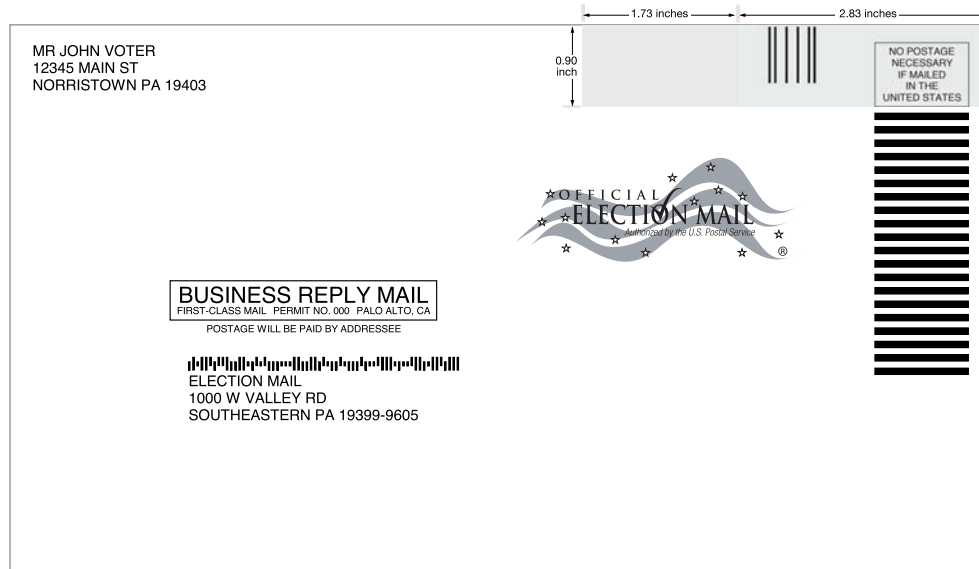 1.73 inches
2.83 inches
MR JOHN VOTER
12345 MAIN ST
NORRISTOWN PA 19403
0.90
inch
NO POSTAGE
NECESSARY
IF MAILED
IN THE
UNITED STATES
OFFICIAL
ELECTION MAIL
Authorized by the U.S. Postal Service
®
BUSINESS REPLY MAIL
FIRST-CLASS MAIL PERMIT NO. 000 PALO ALTO, CA
POSTAGE WILL BE PAID BY ADDRESSEE
ELECTION MAIL
1000 W VALLEY RD
SOUTHEASTERN PA 19399-9605